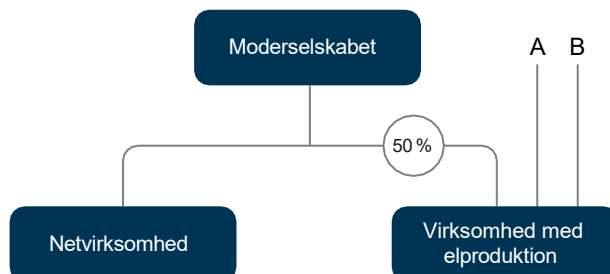 Moderselskabet
A B
50 %
Netvirksomhed
Virksomhed med
elproduktion